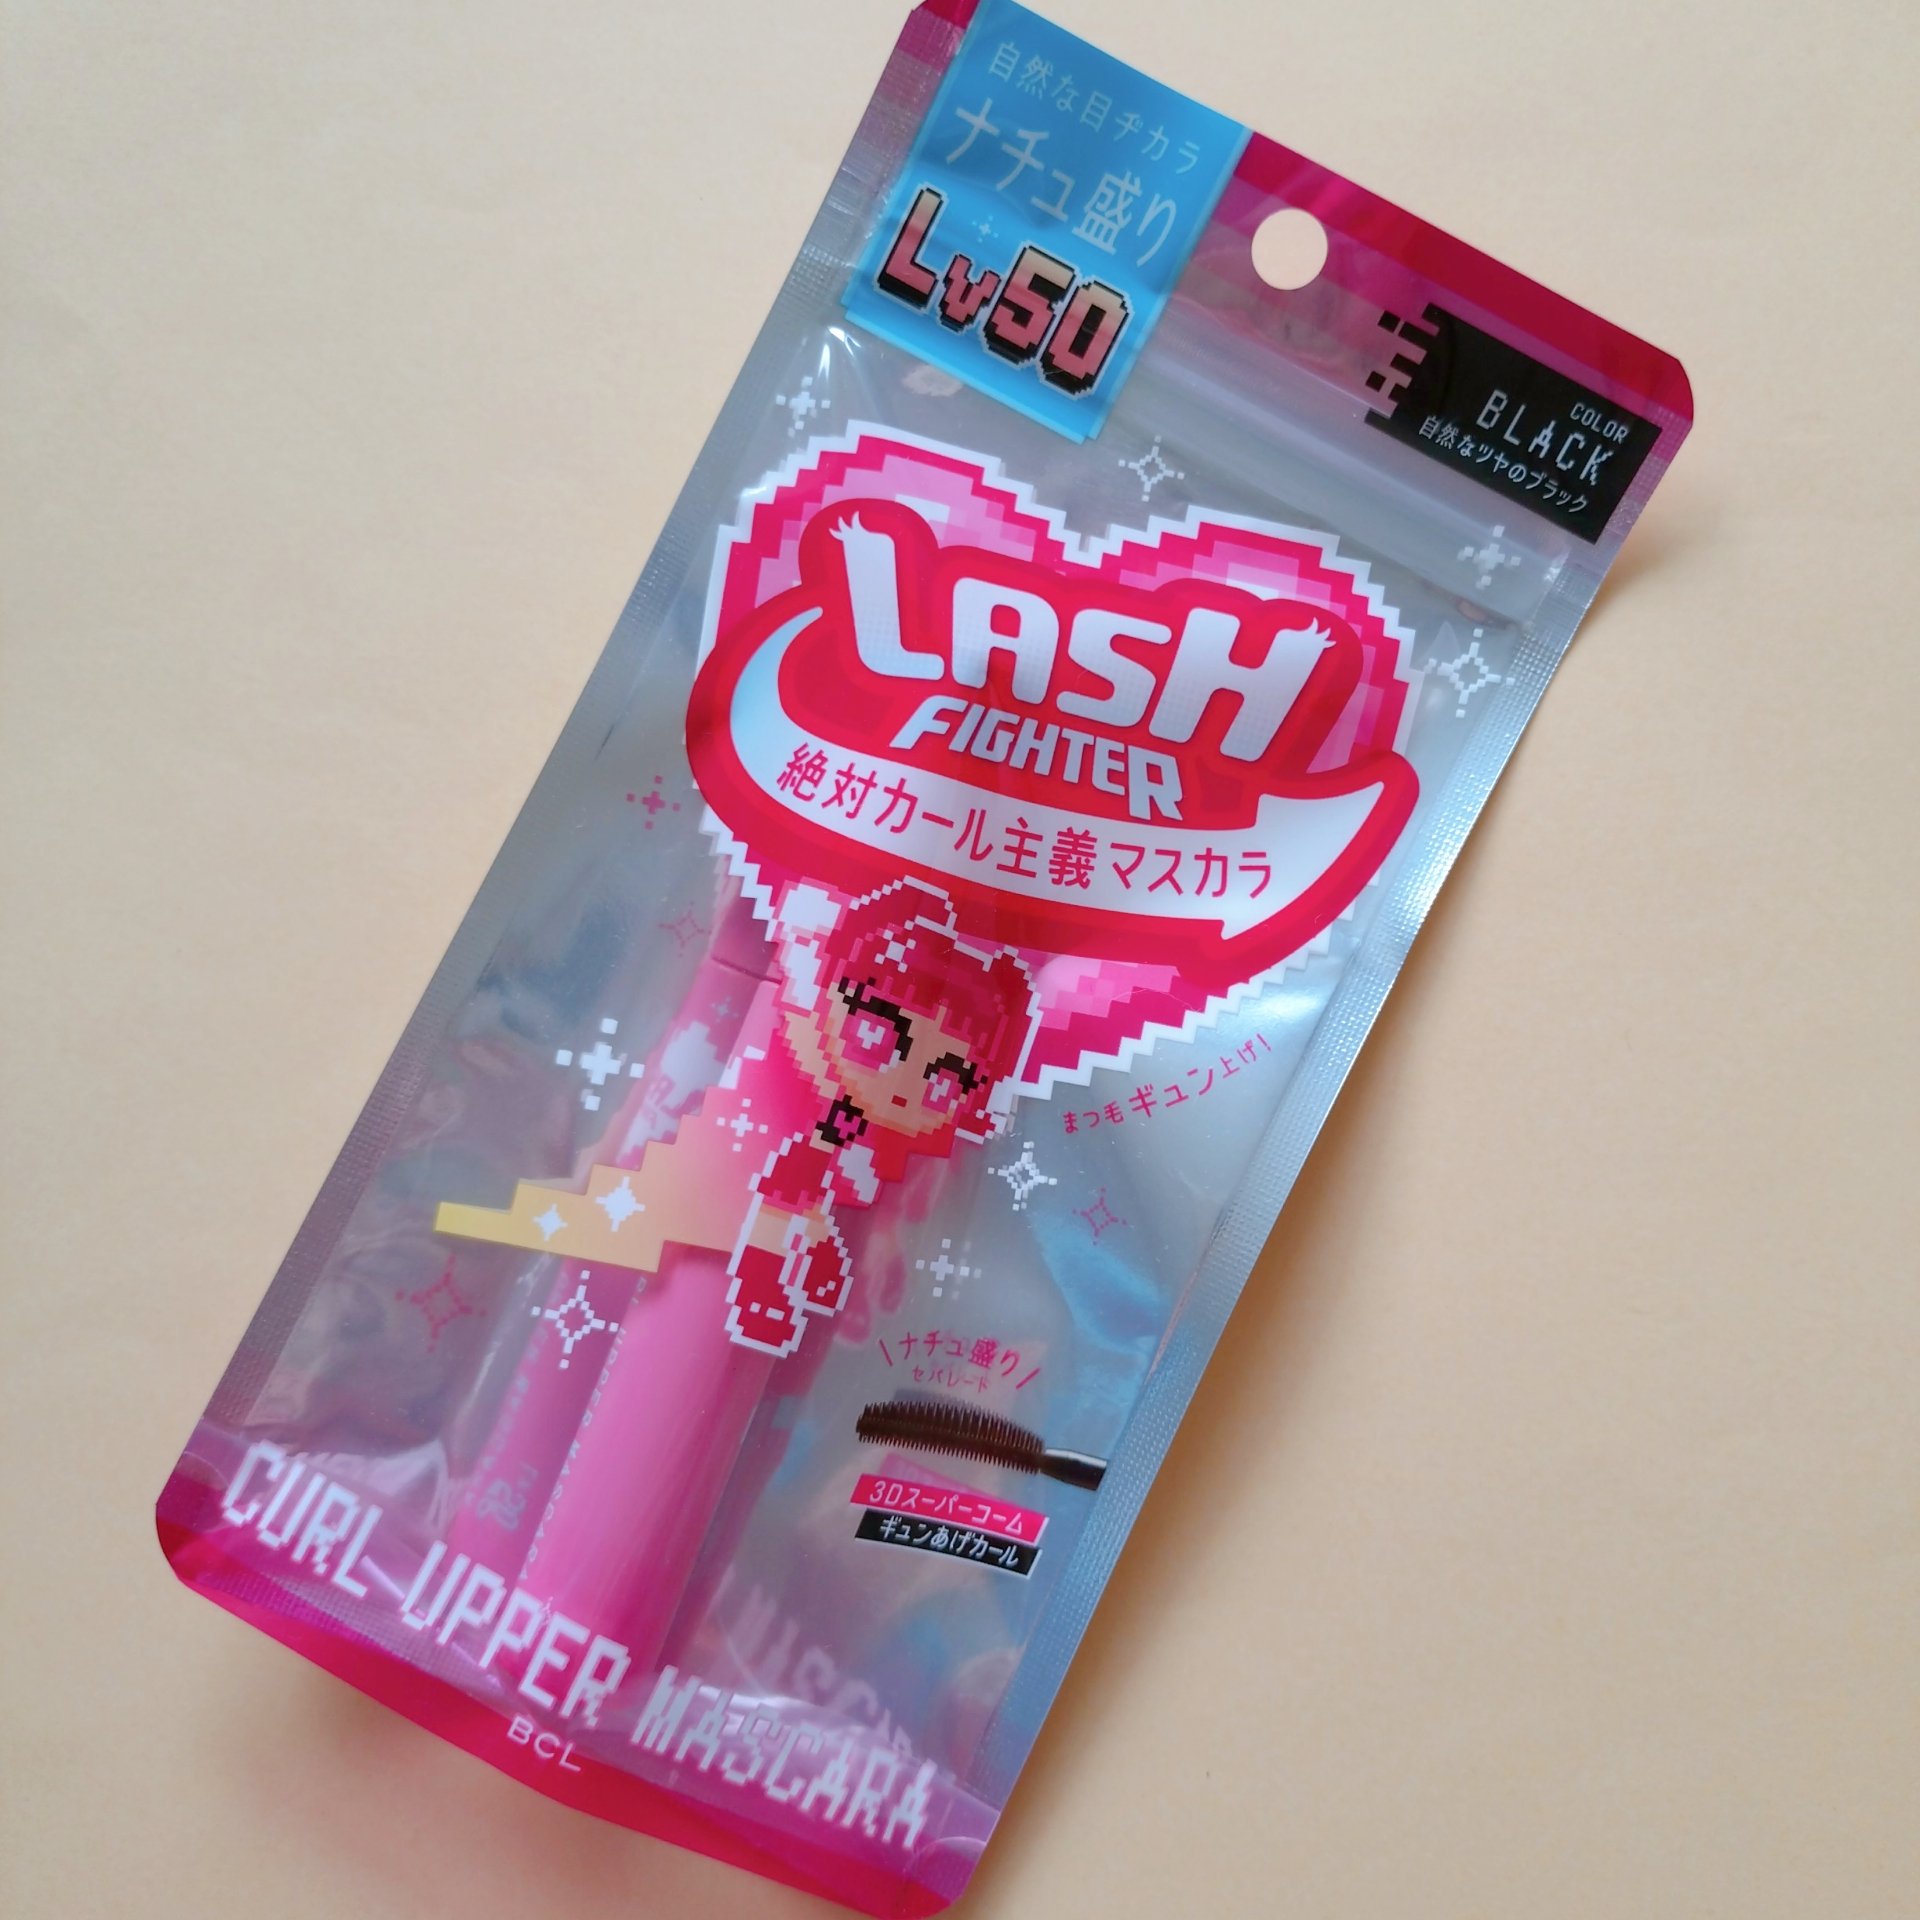 自然な目ヂカラ
ナチュ盛り
Lv50
COLOR
BLACK
自然なツヤのブラック
LASH
FIGHTER
絶対カール主義マスカラ
まつ毛ギュン上げ!
\ナチュ盛り/
セパレート
3Dスーパーコーム
ギュンあげカール
CURL UPPER MASCARA
BCL